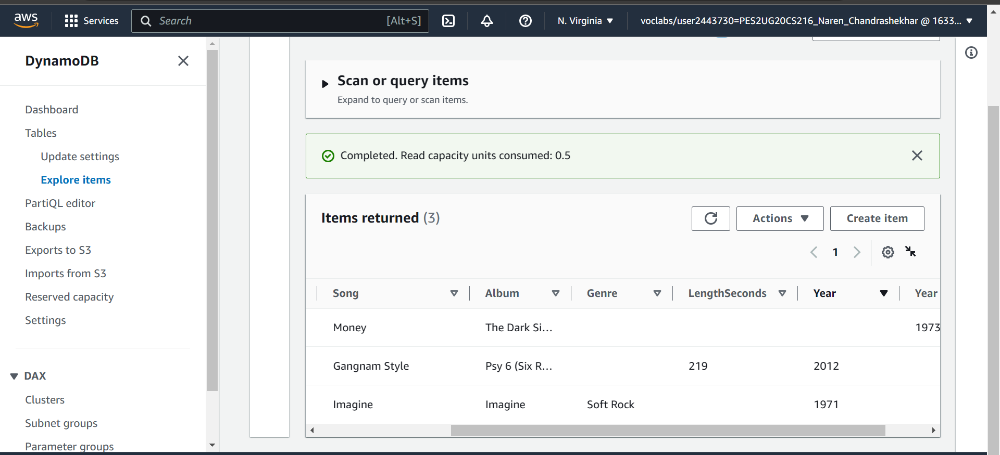 aws Services Search [Alt+S] N. Virginia voclabs/user2443730=PES2UG20CS216_Naren_Chandrashekhar @ 1633...
DynamoDB
Dashboard
Tables
Update settings
Explore items
PartiQL editor
Backups
Exports to S3
Imports from S3
Reserved capacity
Settings
DAX
Clusters
Subnet groups
Parameter groups
Scan or query items
Expand to query or scan items.
Completed. Read capacity units consumed: 0.5
Items returned (3) Actions Create item
1
Song Album Genre LengthSeconds Year Year
Money The Dark Si... 1973
Gangnam Style Psy 6 (Six R... 219 2012
Imagine Imagine Soft Rock 1971